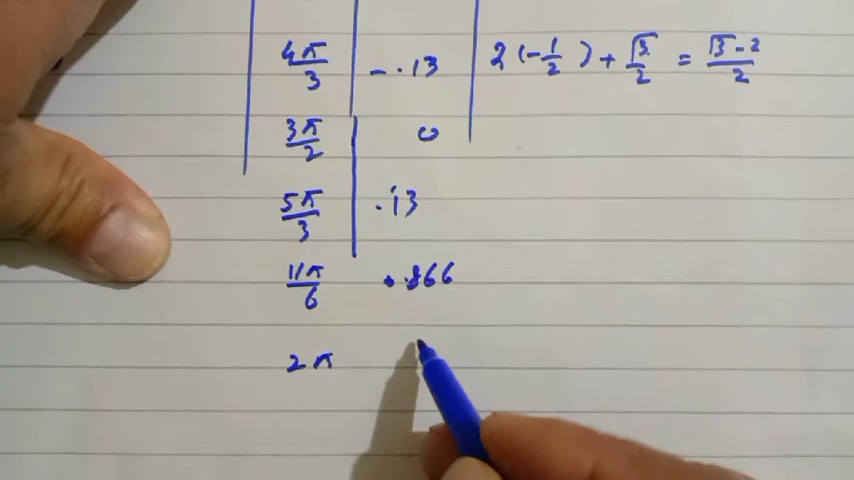 4π/3 -.13 2(-1/2) + √3/2 = √3-2/2
3π/2 0
5π/3 .13
11π/6 .866
2π